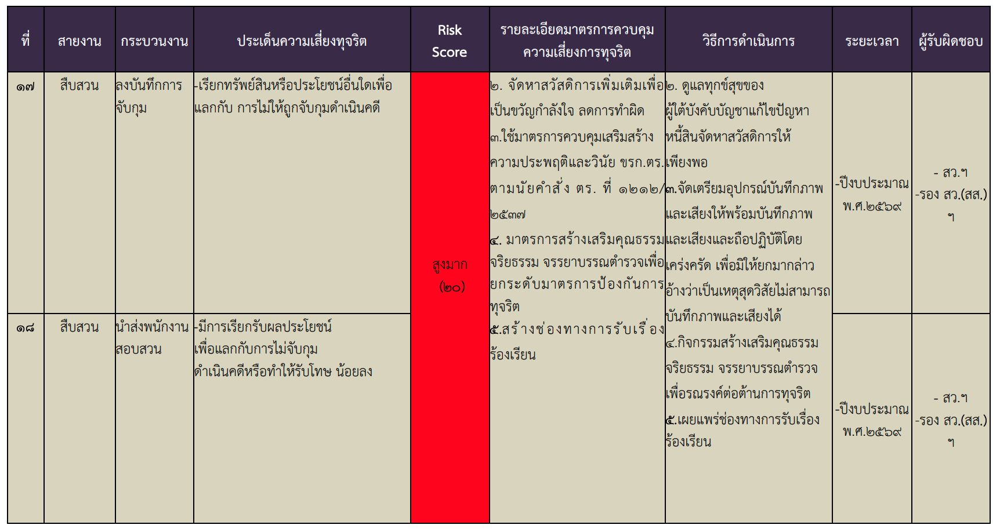 ที่
สายงาน
กระบวนงาน
ประเด็นความเสี่ยงทุจริต
Risk
Score
รายละเอียดมาตรการควบคุม
ความเสี่ยงการทุจริต
วิธีการดำเนินการ
ระยะเวลา
ผู้รับผิดชอบ
๑๗
สืบสวน
ลงบันทึกการ
จับกุม
-เรียกทรัพย์สินหรือประโยชน์อื่นใดเพื่อ
แลกกับ การไม่ให้ถูกจับกุมดำเนินคดี
สูงมาก
(๒๐)
๒. จัดหาสวัสดิการเพิ่มเติมเพื่อ
เป็นขวัญกำลังใจ ลดการทำผิด
๓.ใช้มาตรการควบคุมเสริมสร้าง
ความประพฤติและวินัย ขรก.ตร.
ตามนัยคำสั่ง ตร. ที่ ๑๒๑๒/
๒๕๓๗
๔. มาตรการสร้างเสริมคุณธรรม
จริยธรรม จรรยาบรรณตำรวจเพื่อ
ยกระดับมาตรการป้องกันการ
ทุจริต
๕.สร้างช่องทางการรับเรื่อง
ร้องเรียน
๒. ดูแลทุกข์สุขของ
ผู้ใต้บังคับบัญชาแก้ไขปัญหา
หนี้สินจัดหาสวัสดิการให้
เพียงพอ
๓.จัดเตรียมอุปกรณ์บันทึกภาพ
และเสียงให้พร้อมบันทึกภาพ
และเสียงและถือปฏิบัติโดย
เคร่งครัด เพื่อมิให้ยกมากล่าว
อ้างว่าเป็นเหตุสุดวิสัยไม่สามารถ
บันทึกภาพและเสียงได้
๔.กิจกรรมสร้างเสริมคุณธรรม
จริยธรรม จรรยาบรรณตำรวจ
เพื่อรณรงค์ต่อต้านการทุจริต
๕.เผยแพร่ช่องทางการรับเรื่อง
ร้องเรียน
-ปีงบประมาณ
พ.ศ.๒๕๖๙
- สว.ฯ
-รอง สว.(สส.)
ฯ
๑๘
สืบสวน
นำส่งพนักงาน
สอบสวน
-มีการเรียกรับผลประโยชน์
เพื่อแลกกับการไม่จับกุม
ดำเนินคดีหรือทำให้รับโทษ น้อยลง
-ปีงบประมาณ
พ.ศ.๒๕๖๙
- สว.ฯ
-รอง สว.(สส.)
ฯ